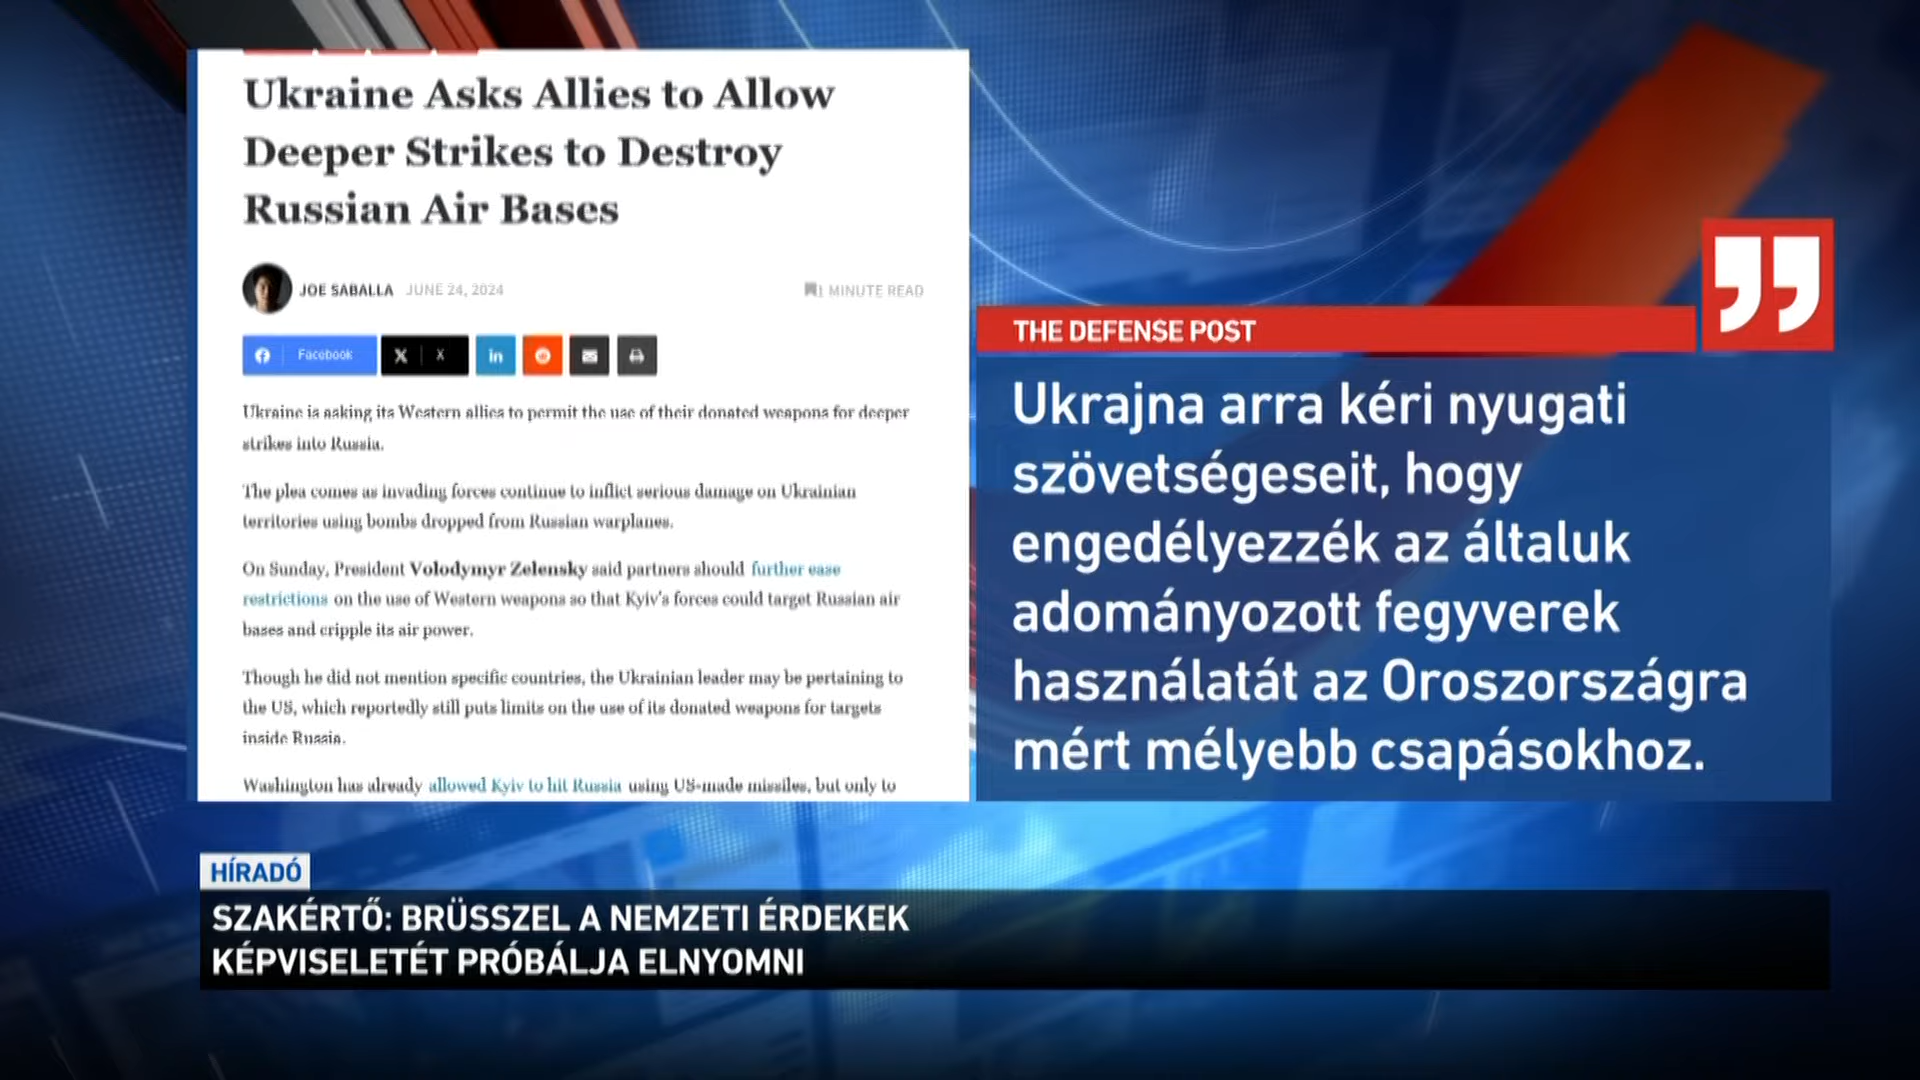 Ukraine Asks Allies to Allow
Deeper Strikes to Destroy
Russian Air Bases
JOE SABALLA JUNE 24, 2024
1 MINUTE READ
Facebook
X
in
Ukraine is asking its Western allies to permit the use of their donated weapons for deeper
strikes into Russia.
The plea comes as invading forces continue to inflict serious damage on Ukrainian
territories using bombs dropped from Russian warplanes.
On Sunday, President Volodymyr Zelensky said partners should further ease
restrictions on the use of Western weapons so that Kyiv's forces could target Russian air
bases and cripple its air power.
Though he did not mention specific countries, the Ukrainian leader may be pertaining to
the US, which reportedly still puts limits on the use of its donated weapons for targets
inside Russia.
Washington has already allowed Kyiv to hit Russia using US-made missiles, but only to
THE DEFENSE POST
Ukrajna arra kéri nyugati
szövetségeseit, hogy
engedélyezzék az általuk
adományozott fegyverek
használatát az Oroszországra
mért mélyebb csapásokhoz.
HÍRADÓ
SZAKÉRTŐ: BRÜSSZEL A NEMZETI ÉRDEKEK
KÉPVISELETÉT PRÓBÁLJA ELNYOMNI